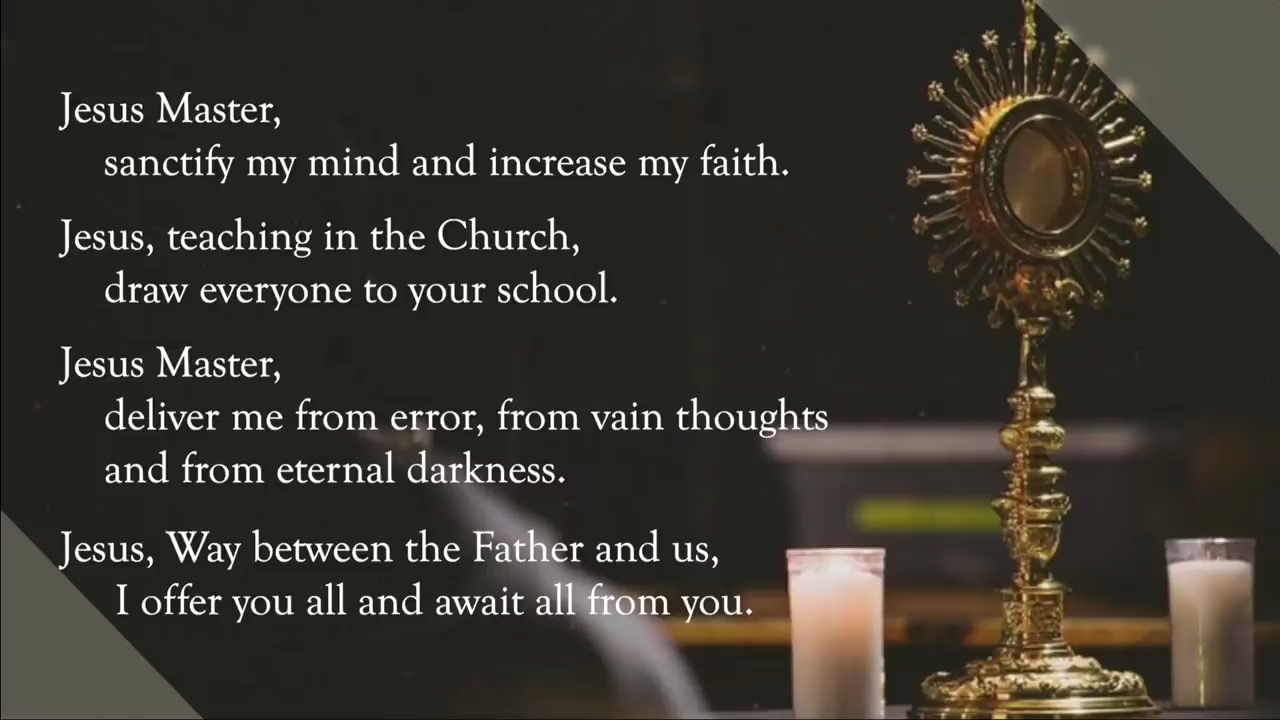 Jesus Master,
sanctify my mind and increase my faith.
Jesus, teaching in the Church,
draw everyone to your school.
Jesus Master,
deliver me from error, from vain thoughts
and from eternal darkness.
Jesus, Way between the Father and us,
I offer you all and await all from you.